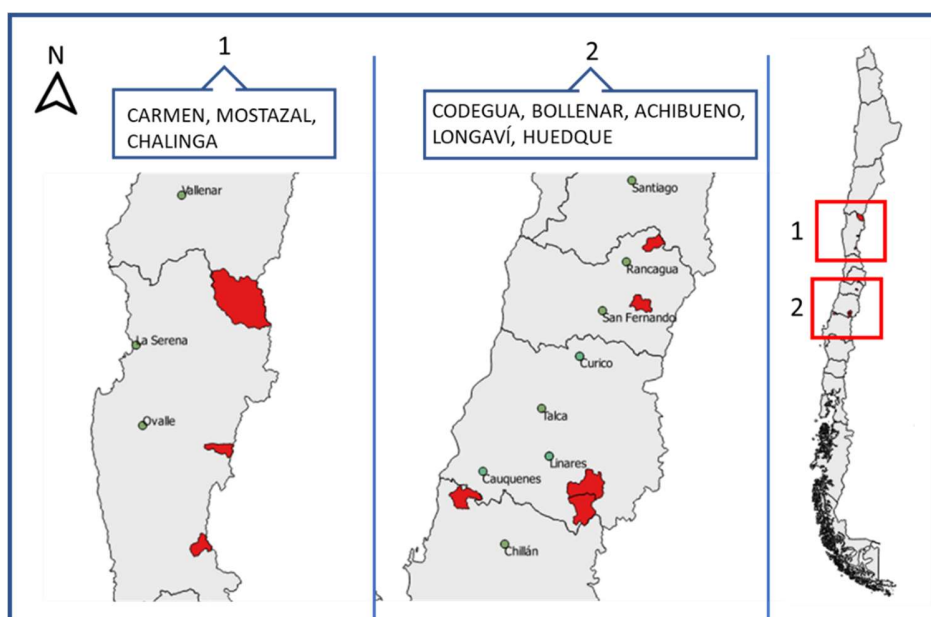 N
1
CARMEN, MOSTAZAL,
CHALINGA
Vallenar
La Serena
Ovalle
2
CODEGUA, BOLLENAR, ACHIBUENO,
LONGAVÍ, HUEDQUE
Santiago
Rancagua
San Fernando
Curico
Talca
Linares
Cauquenes
Chillán
1
2